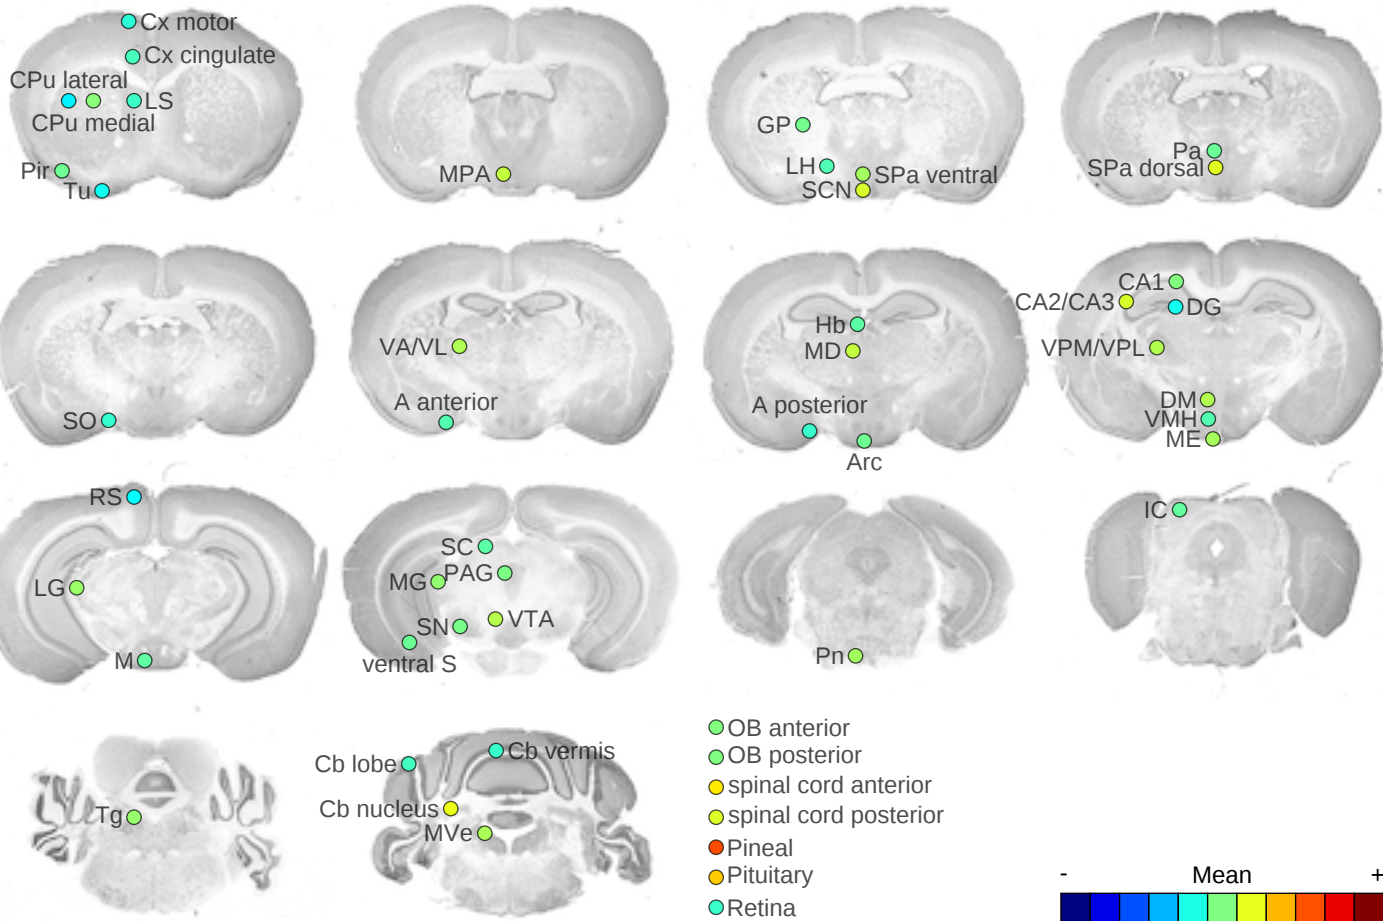 Cx motor
Cx cingulate
CPu lateral
LS
CPu medial
Pir
Tu
MPA
GP
LH
SPa ventral
SCN
Pa
SPa dorsal
SO
VA/VL
A anterior
Hb
MD
A posterior
Arc
CA1
CA2/CA3
DG
VPM/VPL
DM
VMH
ME
RS
LG
M
SC
MG
PAG
SN
VTA
ventral S
Pn
IC
Tg
Cb lobe
Cb vermis
Cb nucleus
MVe
OB anterior
OB posterior
spinal cord anterior
spinal cord posterior
Pineal
Pituitary
Retina
- Mean +